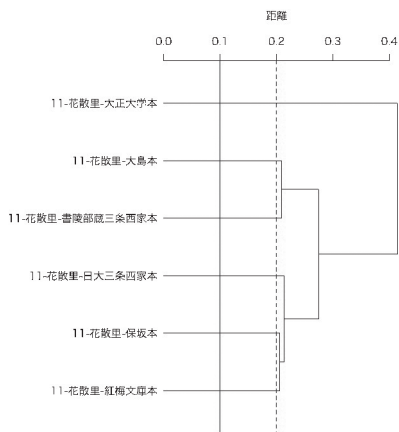 距離
0.0 0.1 0.2 0.3 0.4
11-花散里-大正大学本
11-花散里-大島本
11-花散里-書陵部蔵三条西家本
11-花散里-日大三条西家本
11-花散里-保坂本
11-花散里-紅梅文庫本